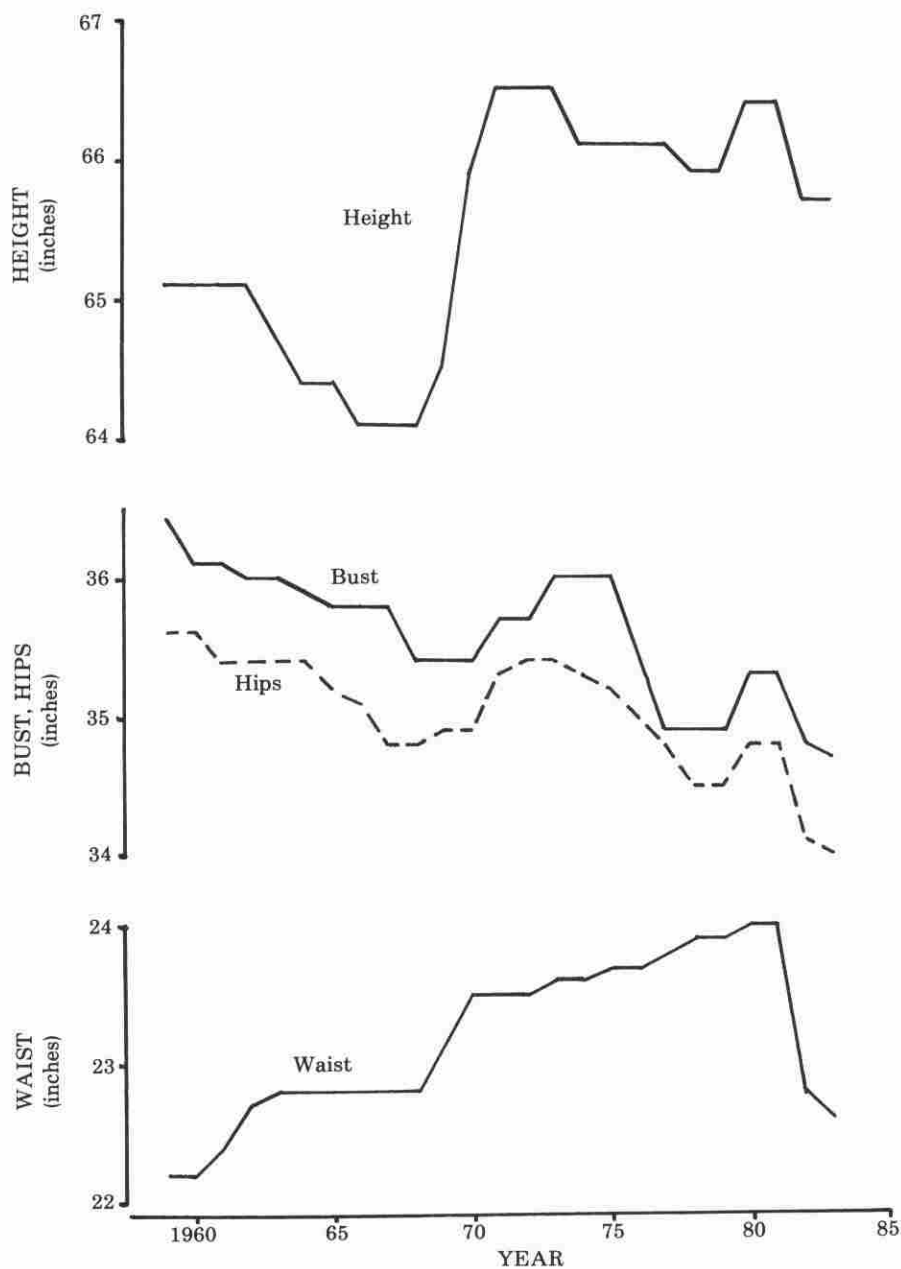 67
66
65
64
HEIGHT
(inches)
Height
36
35
34
BUST, HIPS
(inches)
Bust
Hips
24
23
22
WAIST
(inches)
Waist
1960 65 70 75 80 85
YEAR